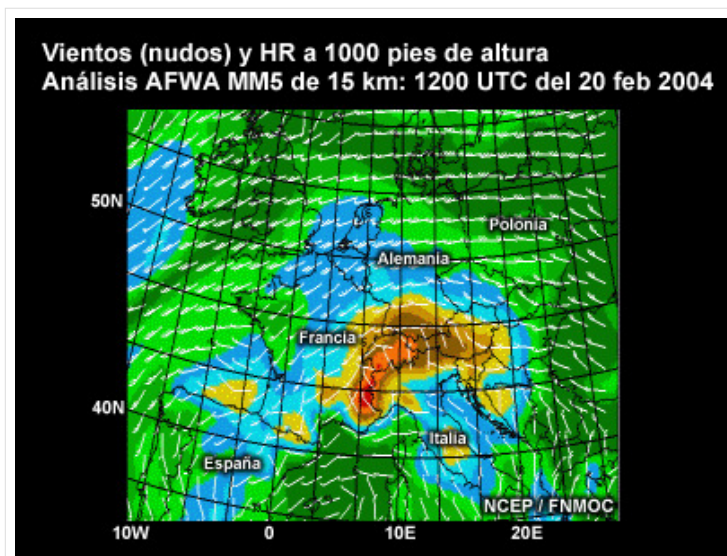 Vientos (nudos) y HR a 1000 pies de altura
Análisis AFWA MM5 de 15 km: 1200 UTC del 20 feb 2004
50N
Polonia
Alemania
Francia
40N
Italia
España
NCEP / FNMOC
10W 0 10E 20E